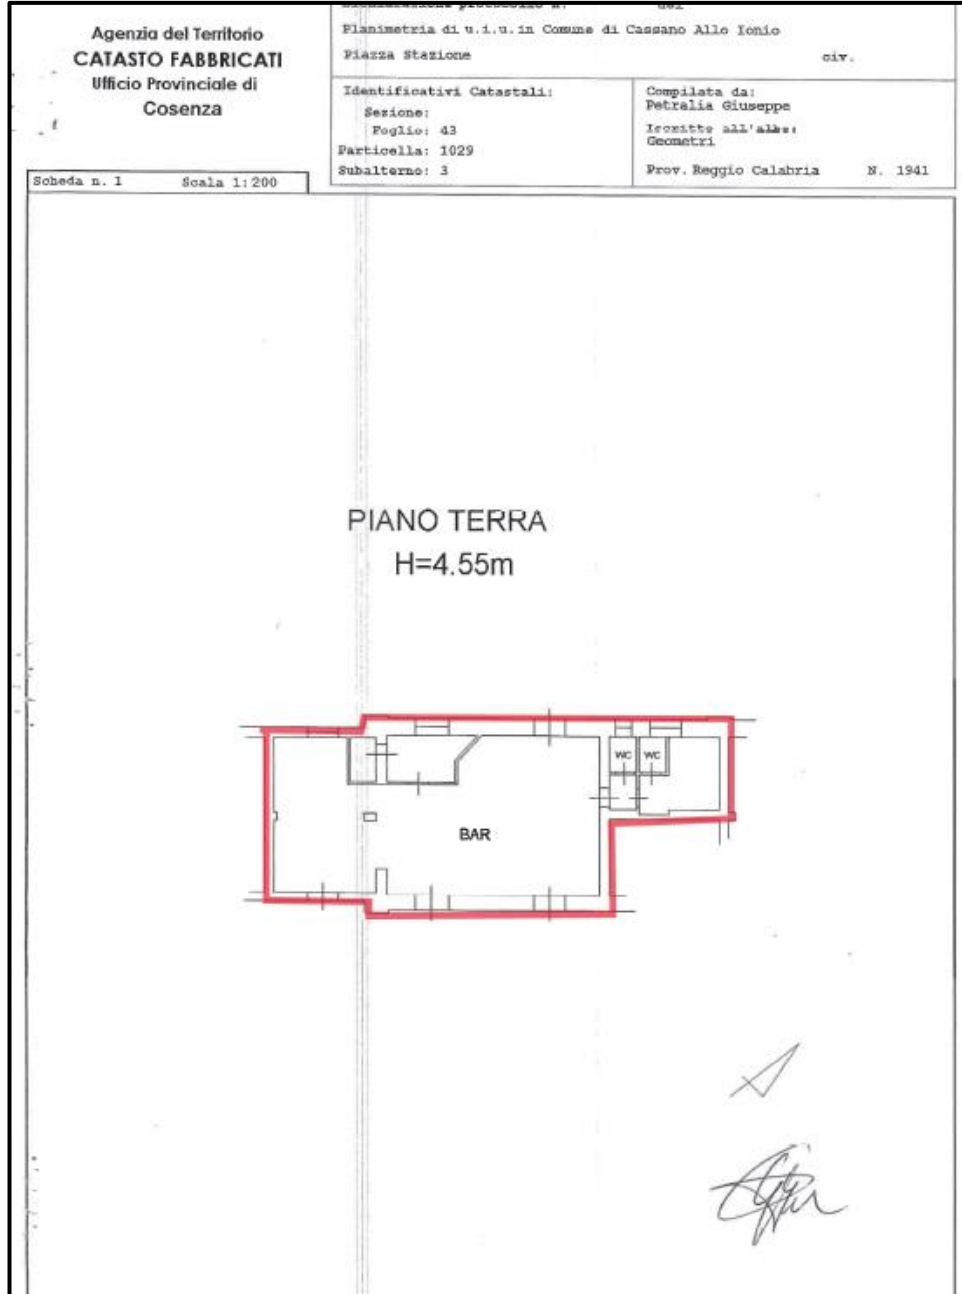 Agenzia del Territorio
CATASTO FABBRICATI
Ufficio Provinciale di
Cosenza
Planimetria di u.i.u. in Comune di Cassano Allo Ionio
Piazza Stazione civ.
Identificativi Catastali:
Sezione:
Foglio: 43
Particella: 1029
Subalterno: 3
Compilata da:
Petralia Giuseppe
Iscritto all'albo:
Geometri
Prov. Reggio Calabria N. 1941
Scheda n. 1 Scala 1:200
PIANO TERRA
H=4.55m
WC WC
BAR